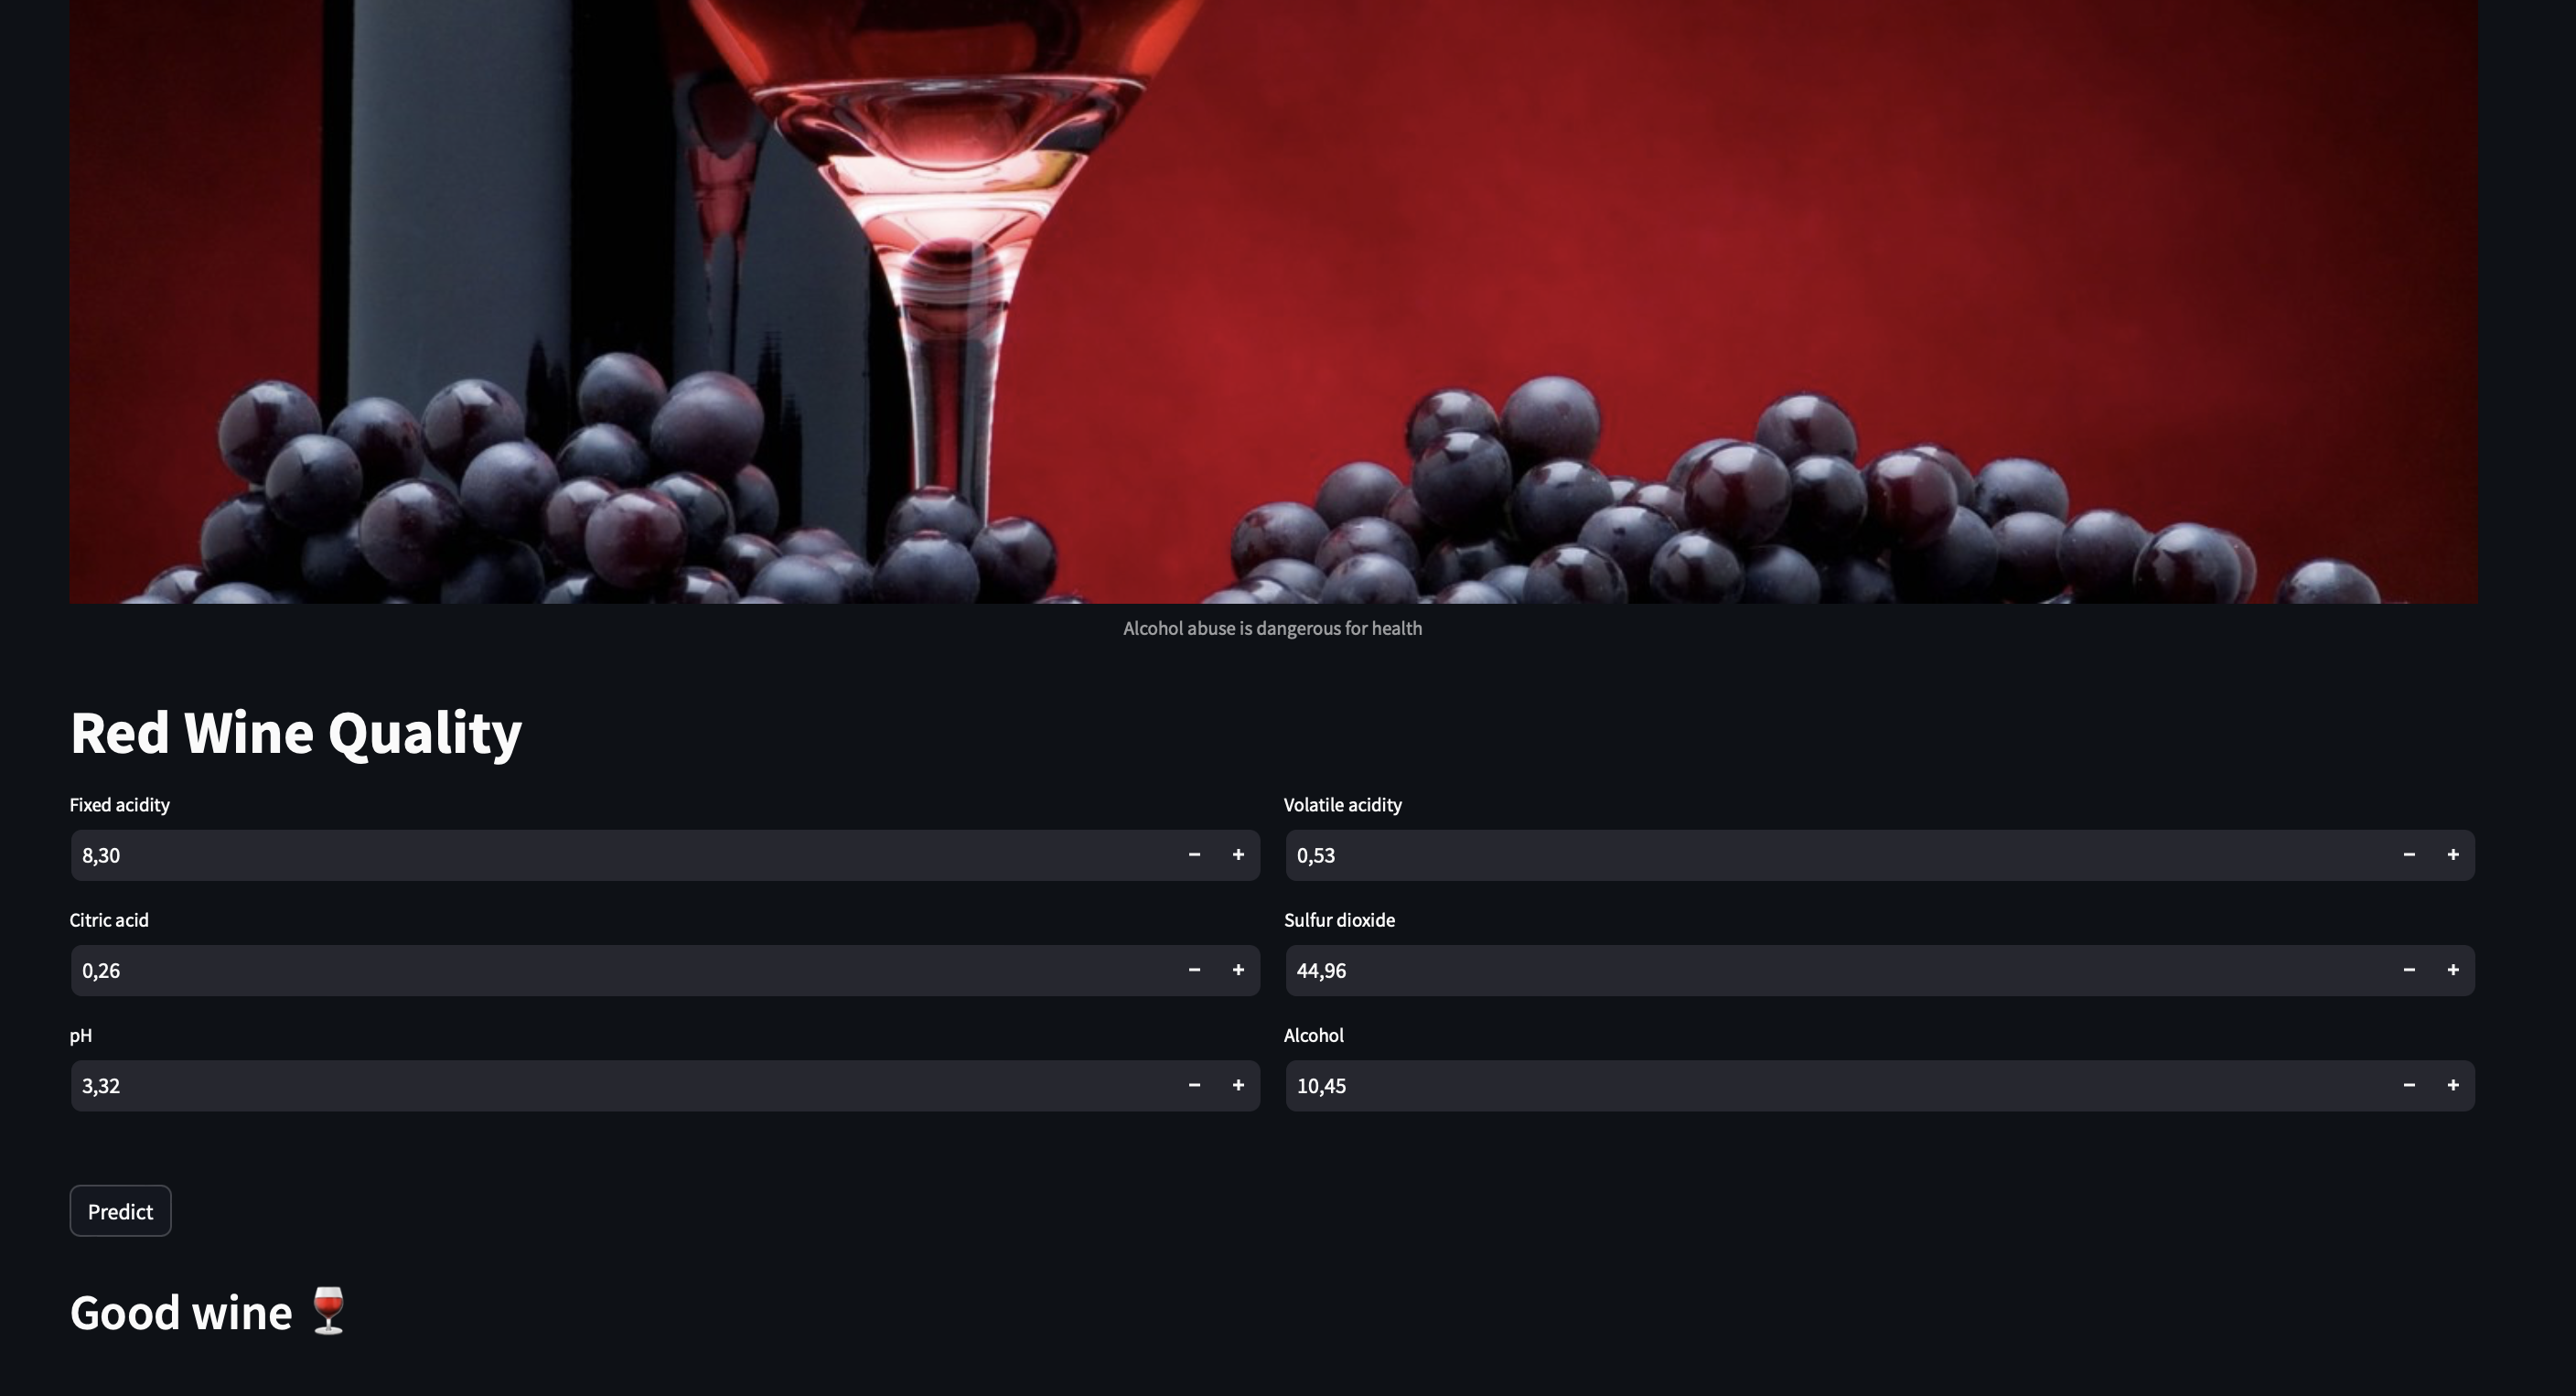 Alcohol abuse is dangerous for health
Red Wine Quality
Fixed acidity
8,30
− +
Volatile acidity
0,53
− +
Citric acid
0,26
− +
Sulfur dioxide
44,96
− +
pH
3,32
− +
Alcohol
10,45
− +
Predict
Good wine 🍷